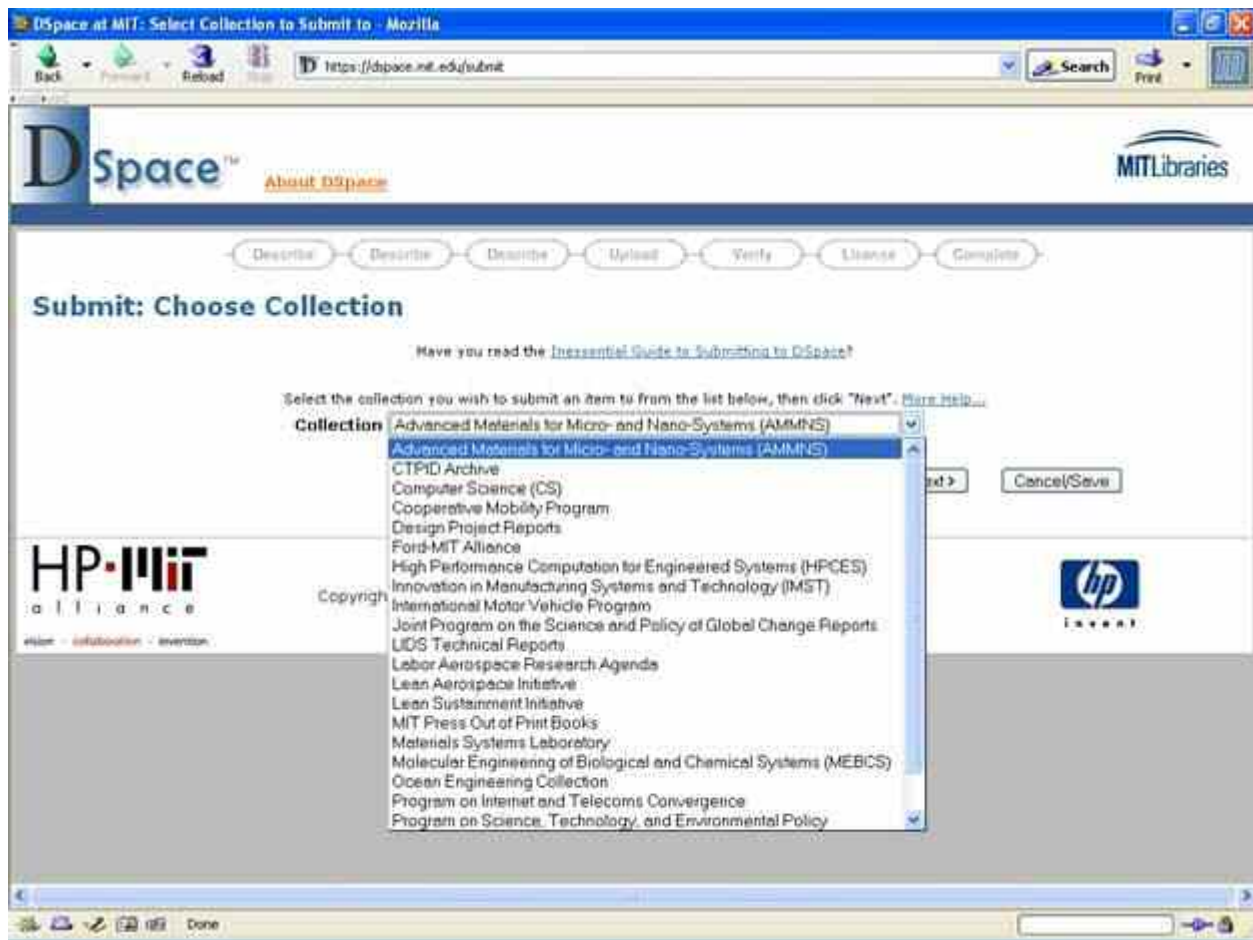 DSpace at MIT: Select Collection to Submit to - Mozilla
Back Forward Reload Stop https://dspace.mit.edu/submit Search Print
DSpace™ About DSpace MITLibraries
Describe Describe Describe Upload Verify License Complete
Submit: Choose Collection
Have you read the Inessential Guide to Submitting to DSpace?
Select the collection you wish to submit an item to from the list below, then click "Next". More Help...
Collection Advanced Materials for Micro- and Nano-Systems (AMMNS)
Advanced Materials for Micro- and Nano-Systems (AMMNS)
CTPID Archive
Computer Science (CS)
Cooperative Mobility Program
Design Project Reports
Ford-MIT Alliance
High Performance Computation for Engineered Systems (HPCES)
Innovation in Manufacturing Systems and Technology (IMST)
International Motor Vehicle Program
Joint Program on the Science and Policy of Global Change Reports
LIDS Technical Reports
Labor Aerospace Research Agenda
Lean Aerospace Initiative
Lean Sustainment Initiative
MIT Press Out of Print Books
Materials Systems Laboratory
Molecular Engineering of Biological and Chemical Systems (MEBCS)
Ocean Engineering Collection
Program on Internet and Telecoms Convergence
Program on Science, Technology, and Environmental Policy
ext > Cancel/Save
HP·MIT
alliance
vision - collaboration - invention
Copyrigh
hp
invent
Done